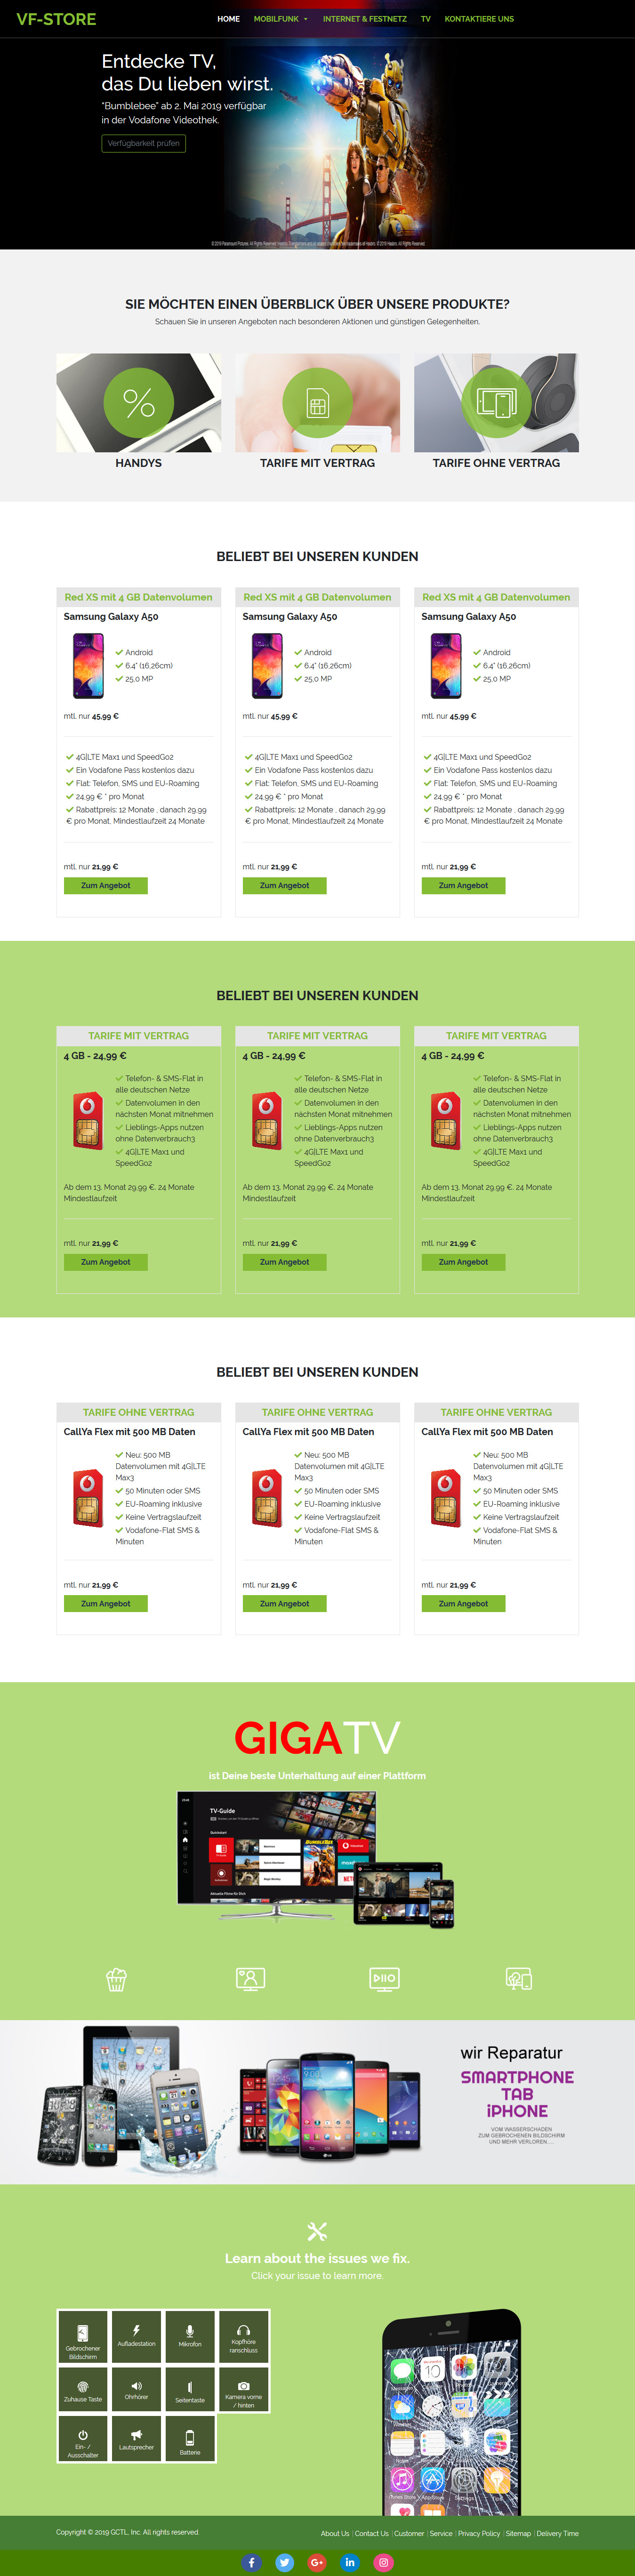 VF-STORE
HOME MOBILFUNK INTERNET & FESTNETZ TV KONTAKTIERE UNS
Entdecke TV,
das Du lieben wirst.
"Bumblebee" ab 2. Mai 2019 verfügbar
in der Vodafone Videothek.
Verfügbarkeit prüfen
SIE MÖCHTEN EINEN ÜBERBLICK ÜBER UNSERE PRODUKTE?
Schauen Sie in unseren Angeboten nach besonderen Aktionen und günstigen Gelegenheiten.
HANDYS TARIFE MIT VERTRAG TARIFE OHNE VERTRAG
BELIEBT BEI UNSEREN KUNDEN
Red XS mit 4 GB Datenvolumen
Samsung Galaxy A50
Android
6.4" (16,26cm)
25,0 MP
mtl. nur 45,99 €
4G|LTE Max1 und SpeedGo2
Ein Vodafone Pass kostenlos dazu
Flat: Telefon, SMS und EU-Roaming
24,99 € * pro Monat
Rabattpreis: 12 Monate , danach 29,99
€ pro Monat, Mindestlaufzeit 24 Monate
mtl. nur 21,99 €
Zum Angebot
Red XS mit 4 GB Datenvolumen
Samsung Galaxy A50
Android
6.4" (16,26cm)
25,0 MP
mtl. nur 45,99 €
4G|LTE Max1 und SpeedGo2
Ein Vodafone Pass kostenlos dazu
Flat: Telefon, SMS und EU-Roaming
24,99 € * pro Monat
Rabattpreis: 12 Monate , danach 29,99
€ pro Monat, Mindestlaufzeit 24 Monate
mtl. nur 21,99 €
Zum Angebot
Red XS mit 4 GB Datenvolumen
Samsung Galaxy A50
Android
6.4" (16,26cm)
25,0 MP
mtl. nur 45,99 €
4G|LTE Max1 und SpeedGo2
Ein Vodafone Pass kostenlos dazu
Flat: Telefon, SMS und EU-Roaming
24,99 € * pro Monat
Rabattpreis: 12 Monate , danach 29,99
€ pro Monat, Mindestlaufzeit 24 Monate
mtl. nur 21,99 €
Zum Angebot
BELIEBT BEI UNSEREN KUNDEN
TARIFE MIT VERTRAG
4 GB - 24,99 €
Telefon- & SMS-Flat in
alle deutschen Netze
Datenvolumen in den
nächsten Monat mitnehmen
Lieblings-Apps nutzen
ohne Datenverbrauch3
4G|LTE Max1 und
SpeedGo2
Ab dem 13. Monat 29,99 €. 24 Monate
Mindestlaufzeit
mtl. nur 21,99 €
Zum Angebot
TARIFE MIT VERTRAG
4 GB - 24,99 €
Telefon- & SMS-Flat in
alle deutschen Netze
Datenvolumen in den
nächsten Monat mitnehmen
Lieblings-Apps nutzen
ohne Datenverbrauch3
4G|LTE Max1 und
SpeedGo2
Ab dem 13. Monat 29,99 €. 24 Monate
Mindestlaufzeit
mtl. nur 21,99 €
Zum Angebot
TARIFE MIT VERTRAG
4 GB - 24,99 €
Telefon- & SMS-Flat in
alle deutschen Netze
Datenvolumen in den
nächsten Monat mitnehmen
Lieblings-Apps nutzen
ohne Datenverbrauch3
4G|LTE Max1 und
SpeedGo2
Ab dem 13. Monat 29,99 €. 24 Monate
Mindestlaufzeit
mtl. nur 21,99 €
Zum Angebot
BELIEBT BEI UNSEREN KUNDEN
TARIFE OHNE VERTRAG
CallYa Flex mit 500 MB Daten
Neu: 500 MB
Datenvolumen mit 4G|LTE
Max3
50 Minuten oder SMS
EU-Roaming inklusive
Keine Vertragslaufzeit
Vodafone-Flat SMS &
Minuten
mtl. nur 21,99 €
Zum Angebot
TARIFE OHNE VERTRAG
CallYa Flex mit 500 MB Daten
Neu: 500 MB
Datenvolumen mit 4G|LTE
Max3
50 Minuten oder SMS
EU-Roaming inklusive
Keine Vertragslaufzeit
Vodafone-Flat SMS &
Minuten
mtl. nur 21,99 €
Zum Angebot
TARIFE OHNE VERTRAG
CallYa Flex mit 500 MB Daten
Neu: 500 MB
Datenvolumen mit 4G|LTE
Max3
50 Minuten oder SMS
EU-Roaming inklusive
Keine Vertragslaufzeit
Vodafone-Flat SMS &
Minuten
mtl. nur 21,99 €
Zum Angebot
GIGATV
ist Deine beste Unterhaltung auf einer Plattform
TV-Guide
wir Reparatur
SMARTPHONE
TAB
iPHONE
VOM WASSERSCHADEN
ZUM GEBROCHENEN BILDSCHIRM
UND MEHR VERLOREN. ..
Learn about the issues we fix.
Click your issue to learn more.
Gebrochener
Bildschirm
Aufladestation
Mikrofon
Kopfhöre
ranschluss
Zuhause Taste
Ohrhörer
Seitentaste
Kamera vorne
/ hinten
Ein- /
Ausschalter
Lautsprecher
Batterie
Copyright © 2019 GCTL, Inc. All rights reserved.
About Us | Contact Us | Customer | Service | Privacy Policy | Sitemap | Delivery Time